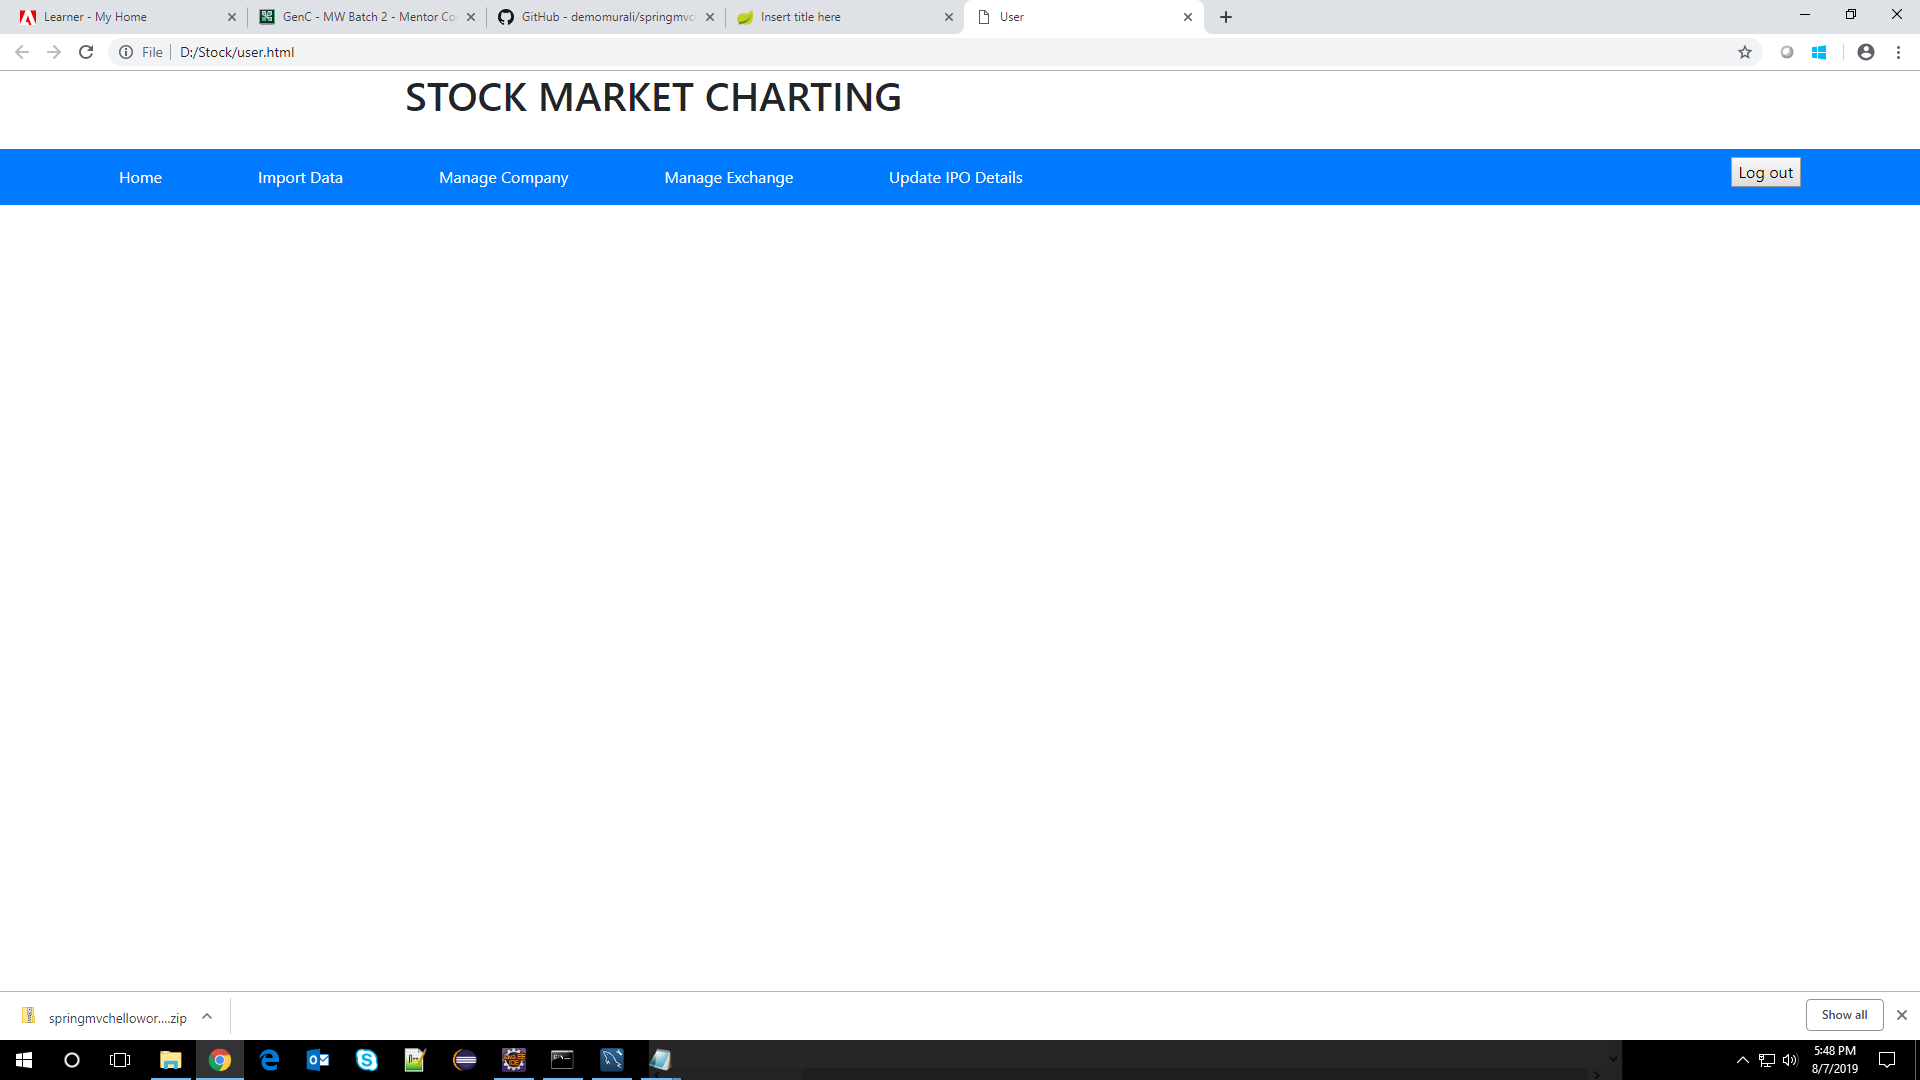 Learner - My Home
GenC - MW Batch 2 - Mentor Co
GitHub - demomurali/springmvc
Insert title here
User
File
D:/Stock/user.html
STOCK MARKET CHARTING
Home
Import Data
Manage Company
Manage Exchange
Update IPO Details
Log out
springmvchellowor....zip
Show all
5:48 PM
8/7/2019